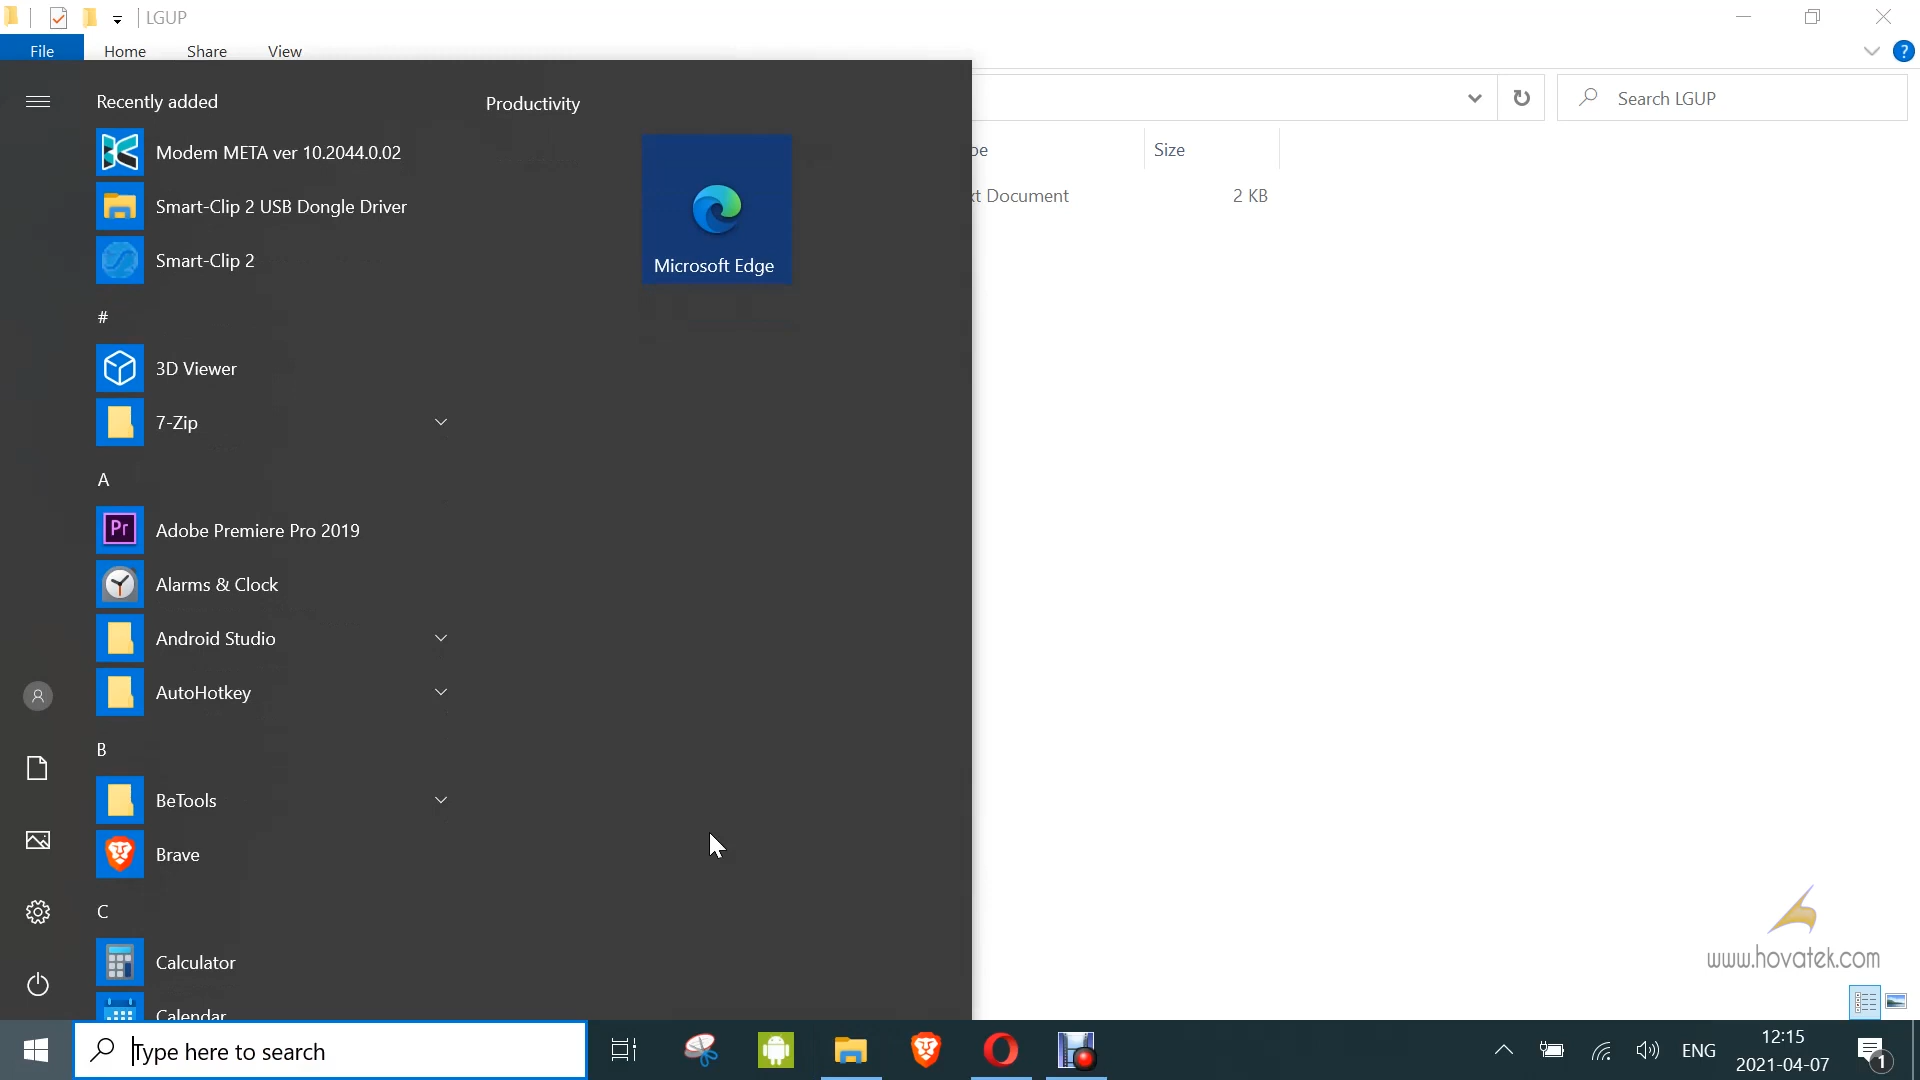 LGUP
File Home Share View
?
Search LGUP
Size
xt Document 2 KB
Recently added
Productivity
Modem META ver 10.2044.0.02
Smart-Clip 2 USB Dongle Driver
Smart-Clip 2
Microsoft Edge
#
3D Viewer
7-Zip
A
Pr
Adobe Premiere Pro 2019
Alarms & Clock
Android Studio
AutoHotkey
B
BeTools
Brave
C
Calculator
Calendar
www.hovatek.com
Type here to search
ENG
12:15
2021-04-07
1